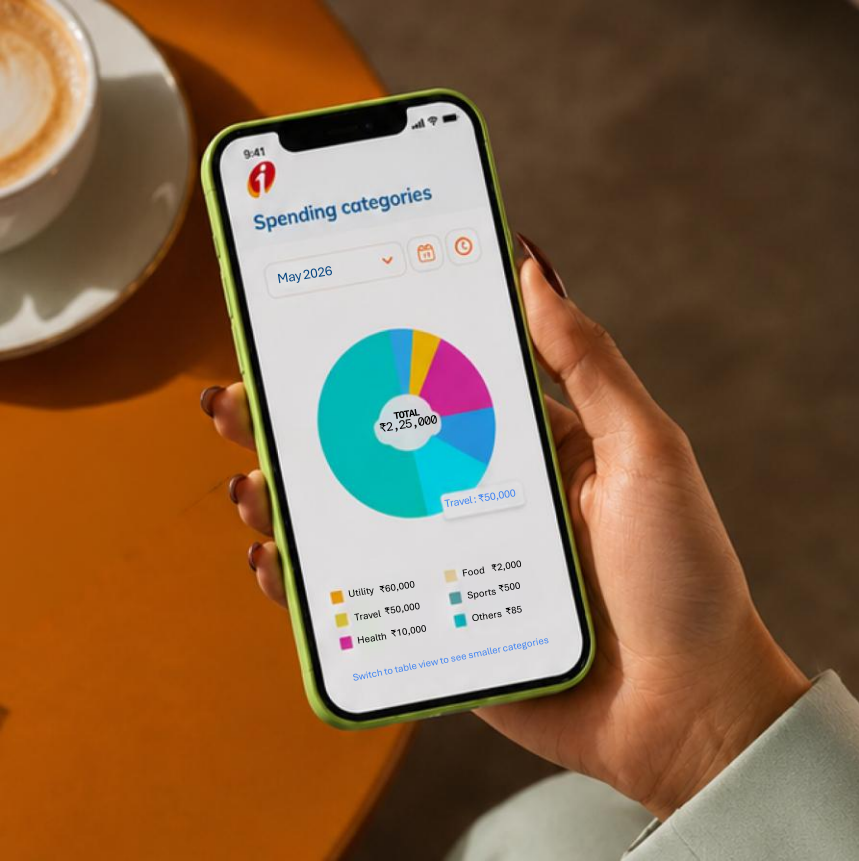 9:41
i
Spending categories
May 2026
TOTAL
₹2,25,000
Travel: ₹50,000
Utility ₹60,000
Travel ₹50,000
Health ₹10,000
Food ₹2,000
Sports ₹500
Others ₹85
Switch to table view to see smaller categories